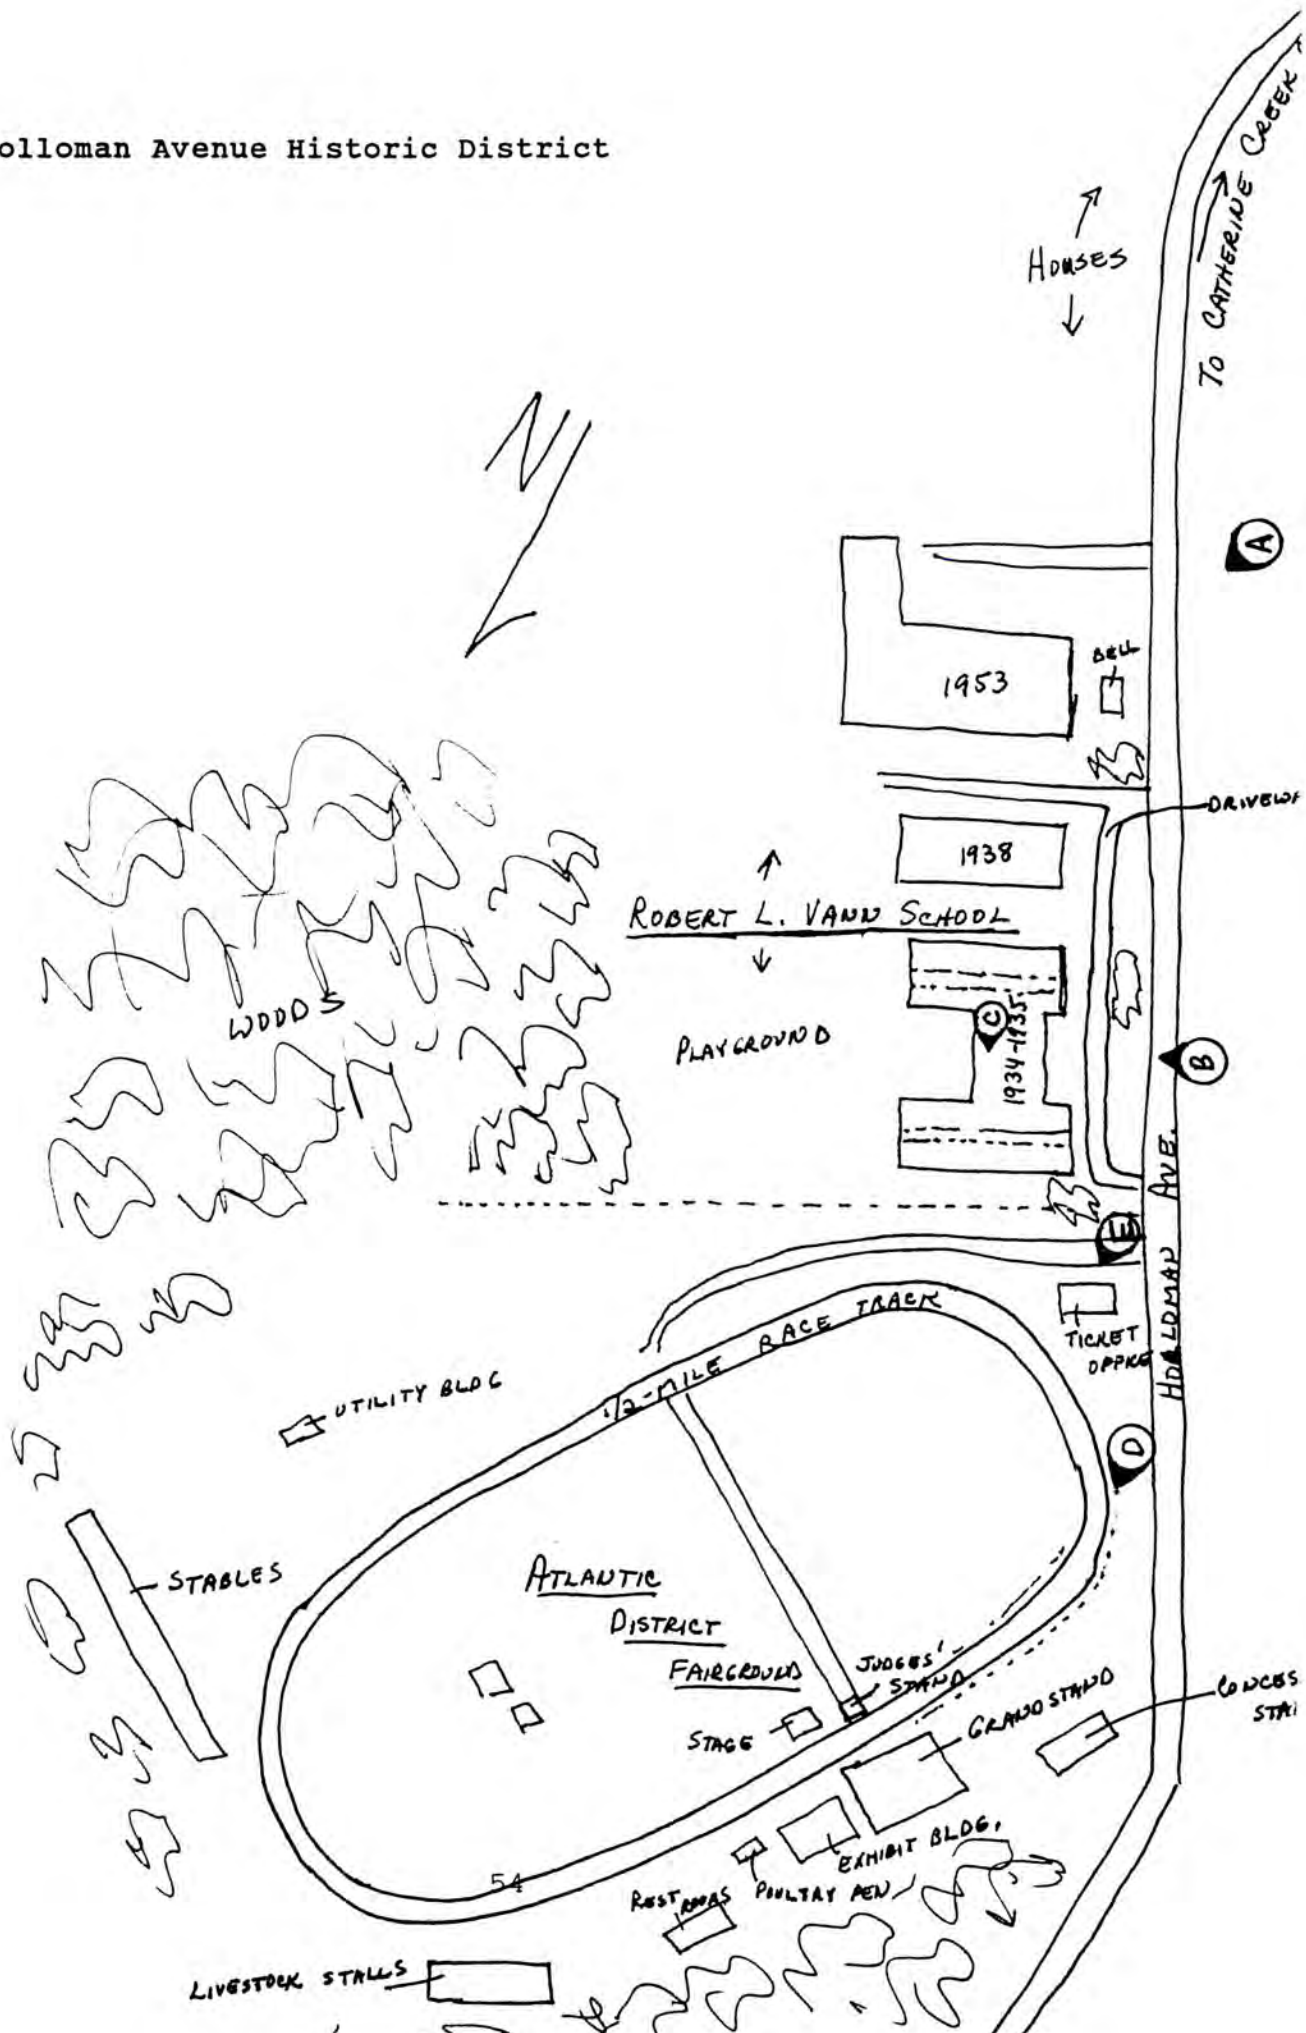 olloman Avenue Historic District
TO CATHERINE CREEK
HOUSES
N
A
BELL
1953
DRIVEWA
1938
ROBERT L. VANN SCHOOL
WOODS
C
PLAYGROUND
1934-1935
B
HOLLOMAN AVE.
E
1/2-MILE RACE TRACK
TICKET
OFFICE
UTILITY BLDG
D
STABLES
ATLANTIC
DISTRICT
FAIRGROUND
JUDGES'
STAND
STAGE
GRANDSTAND
CONCES
STA
EXHIBIT BLDG.
54
POULTRY PEN
REST ROOMS
LIVESTOCK STALLS